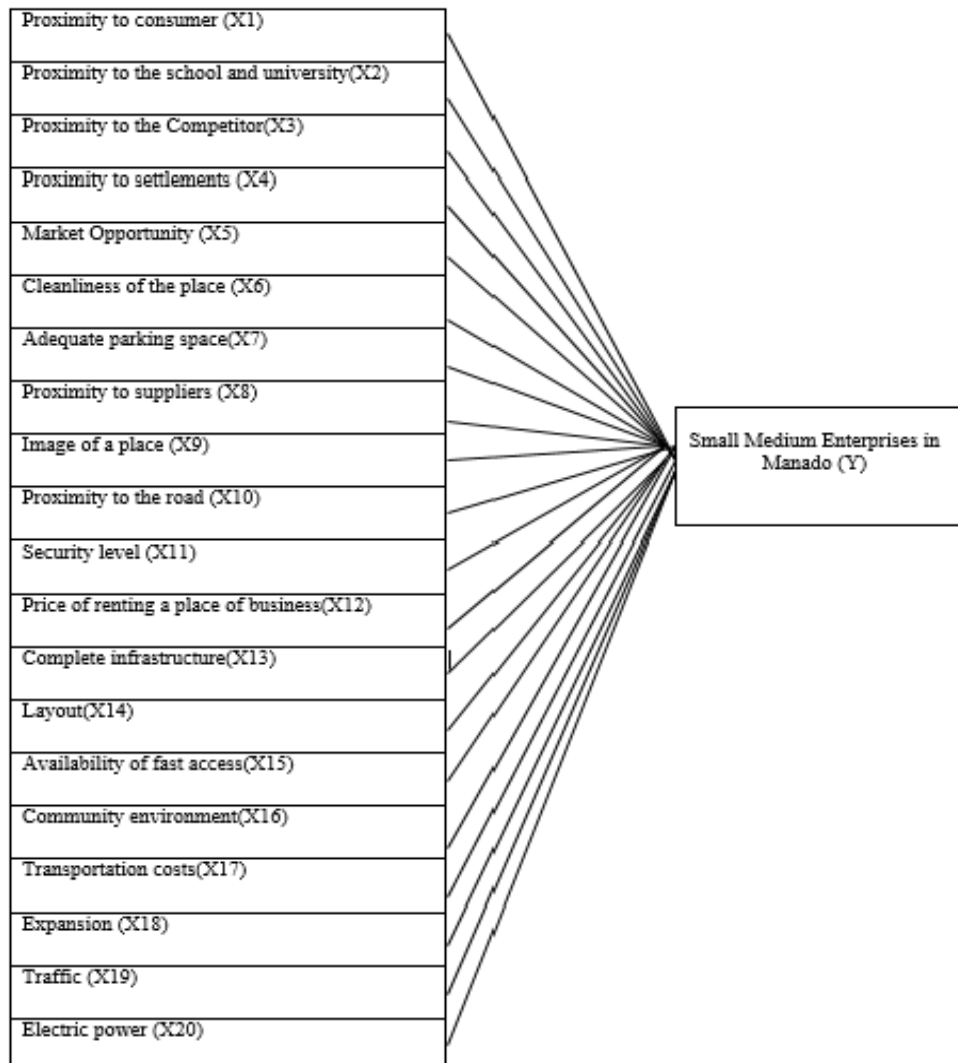 Proximity to consumer (X1)
Proximity to the school and university(X2)
Proximity to the Competitor(X3)
Proximity to settlements (X4)
Market Opportunity (X5)
Cleanliness of the place (X6)
Adequate parking space(X7)
Proximity to suppliers (X8)
Image of a place (X9)
Proximity to the road (X10)
Security level (X11)
Price of renting a place of business(X12)
Complete infrastructure(X13)
Layout(X14)
Availability of fast access(X15)
Community environment(X16)
Transportation costs(X17)
Expansion (X18)
Traffic (X19)
Electric power (X20)
Small Medium Enterprises in
Manado (Y)